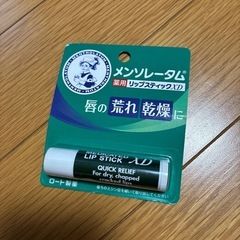 メンソレータム®
薬用 リップスティックXD
唇の荒れ 乾燥に
LIP STICK XD
QUICK RELIEF
For dry, chapped
cracked lips
ロート製薬